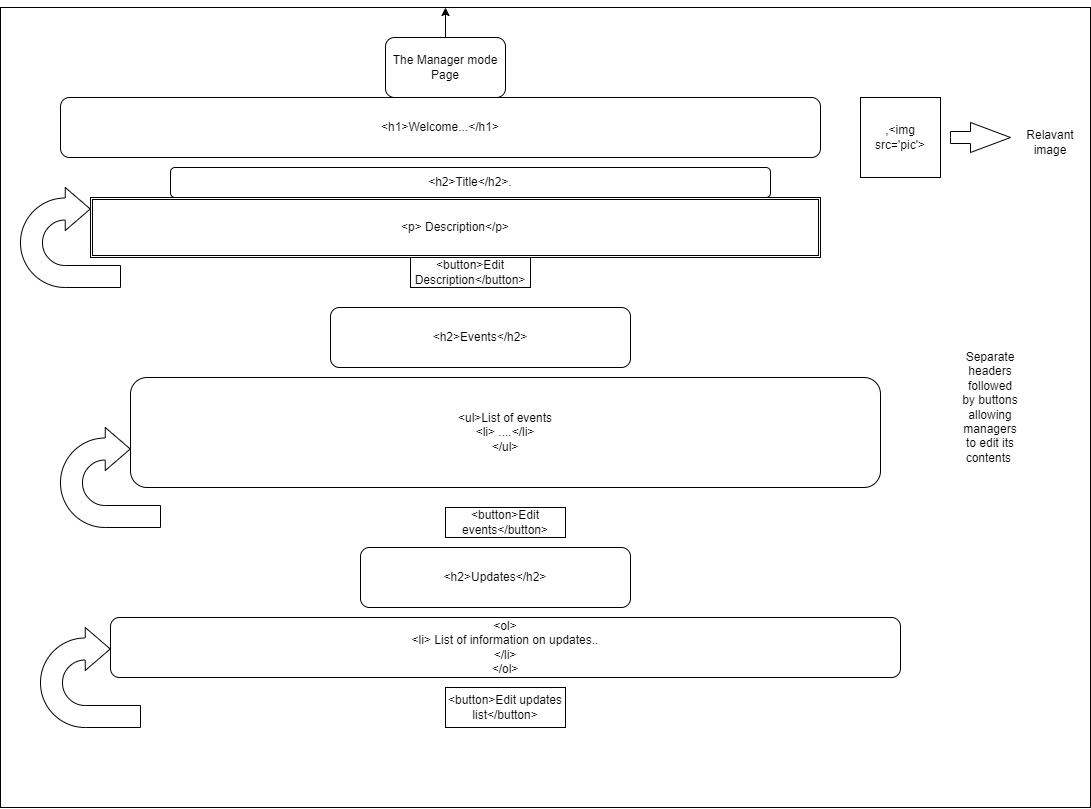 The Manager mode
Page
<h1>Welcome...</h1>
,<img
src='pic'>
Relavant
image
<h2>Title</h2>.
<p> Description</p>
<button>Edit
Description</button>
<h2>Events</h2>
Separate
headers
followed
by buttons
allowing
managers
to edit its
contents
<ul>List of events
<li> ....</li>
</ul>
<button>Edit
events</button>
<h2>Updates</h2>
<ol>
<li> List of information on updates..
</li>
</ol>
<button>Edit updates
list</button>